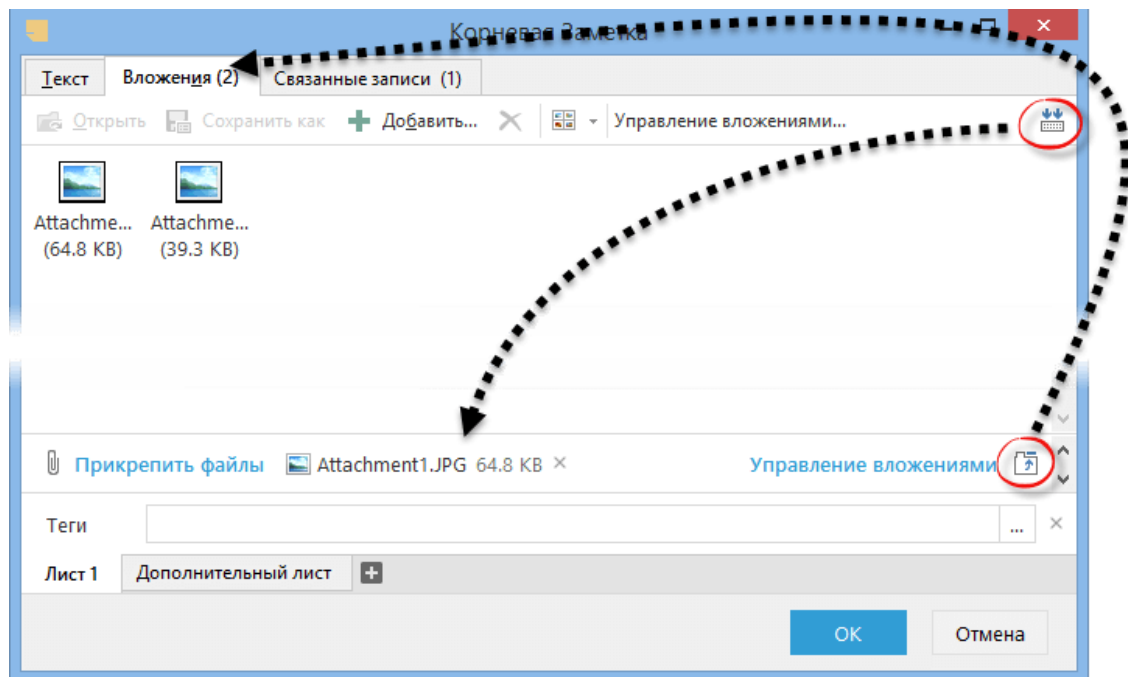 Корневая Заметка
Текст Вложения (2) Связанные записи (1)
Открыть Сохранить как Добавить... Управление вложениями...
Attachme... Attachme...
(64.8 KB) (39.3 KB)
Прикрепить файлы Attachment1.JPG 64.8 KB Управление вложениями
Теги ...
Лист 1 Дополнительный лист
OK Отмена